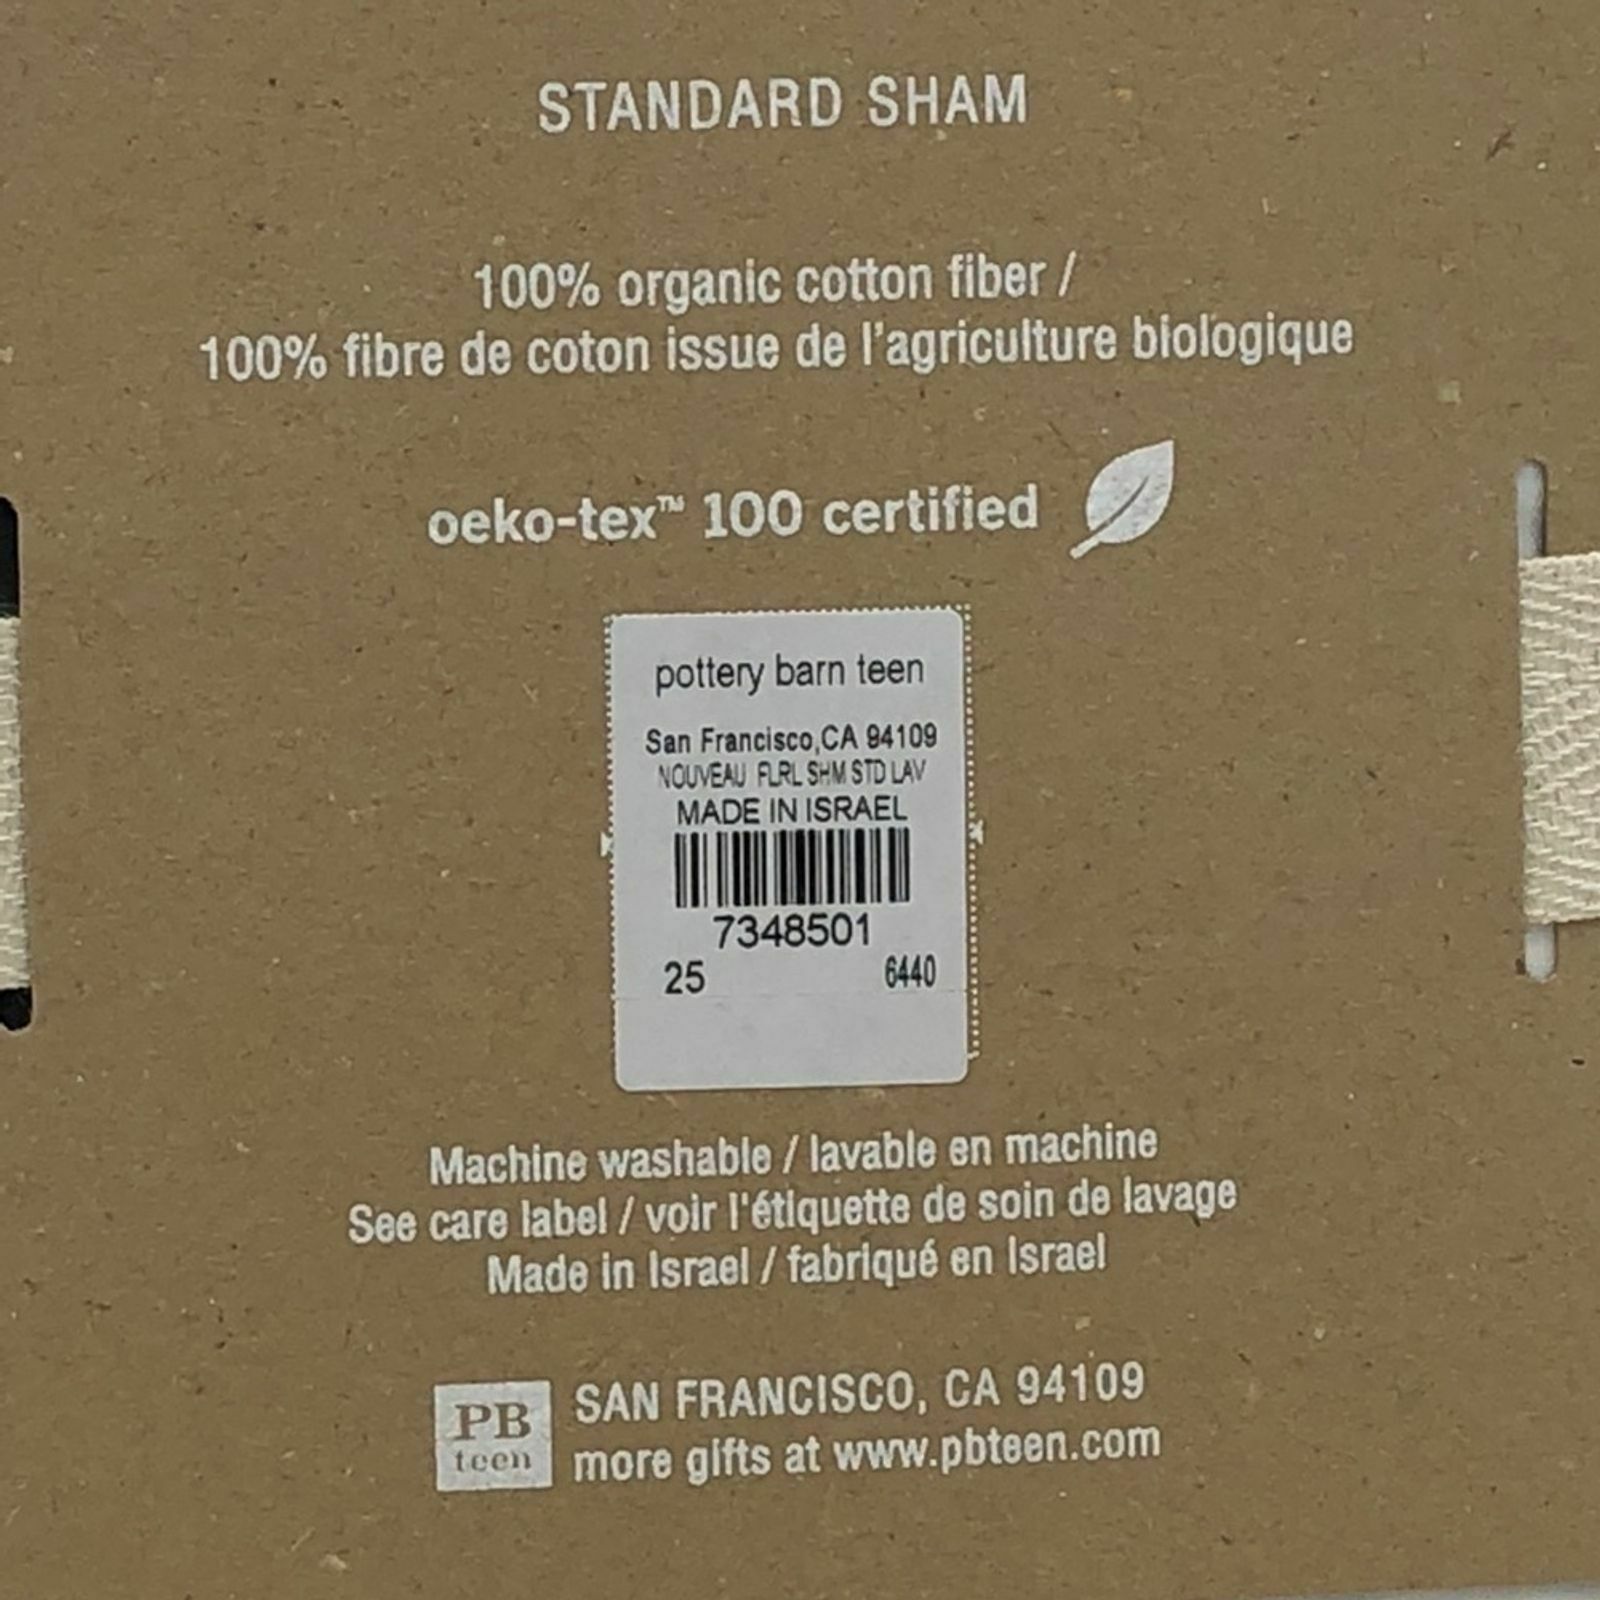 STANDARD SHAM
100% organic cotton fiber /
100% fibre de coton issue de l'agriculture biologique
oeko-tex™ 100 certified
pottery barn teen
San Francisco,CA 94109
NOUVEAU FLRL SHM STD LAV
MADE IN ISRAEL
7348501
25 6440
Machine washable / lavable en machine
See care label / voir l'étiquette de soin de lavage
Made in Israel / fabriqué en Israel
PB
teen
SAN FRANCISCO, CA 94109
more gifts at www.pbteen.com